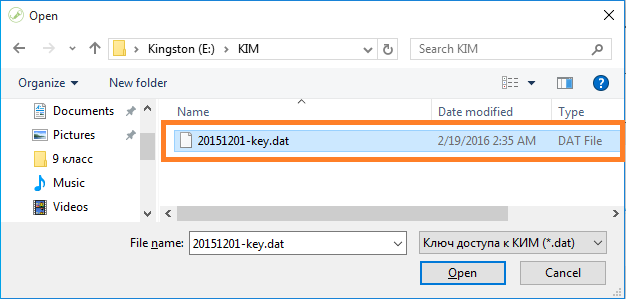 Open
Kingston (E:) > KIM
Search KIM
Organize
New folder
Name
Date modified
Type
Documents
Pictures
9 класс
Music
Videos
20151201-key.dat
2/19/2016 2:35 AM
DAT File
File name:
20151201-key.dat
Ключ доступа к КИМ (*.dat)
Open
Cancel